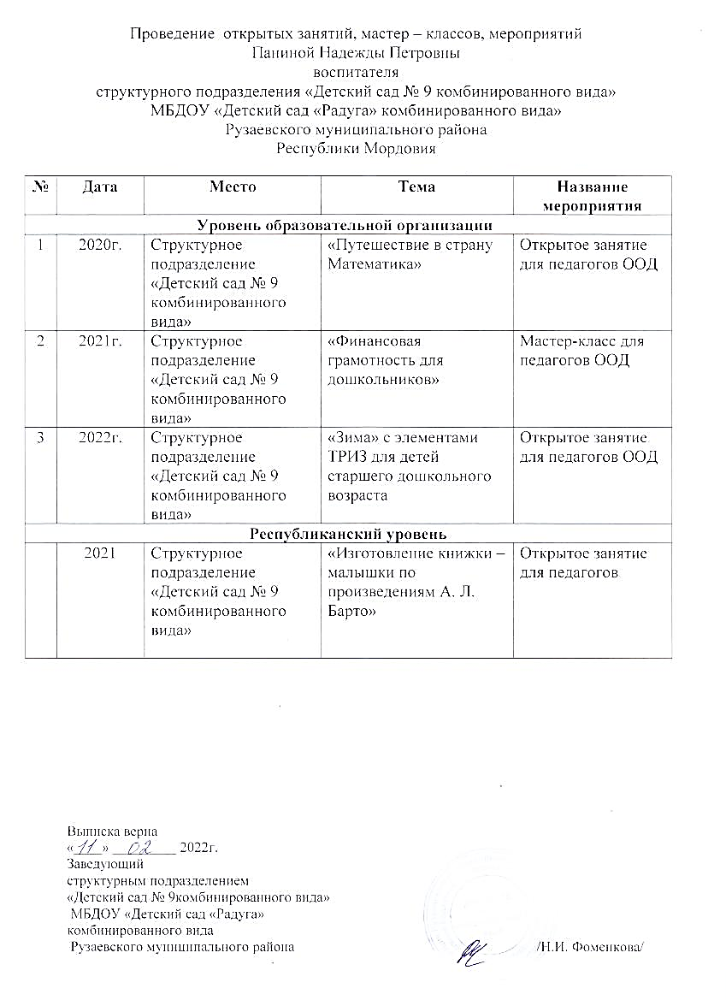 Проведение открытых занятий, мастер – классов, мероприятий
Паниной Надежды Петровны
воспитателя
структурного подразделения «Детский сад № 9 комбинированного вида»
МБДОУ «Детский сад «Радуга» комбинированного вида»
Рузаевского муниципального района
Республики Мордовия
№ Дата Место Тема Название
мероприятия
Уровень образовательной организации
1 2020г. Структурное «Путешествие в страну Открытое занятие
подразделение Математика» для педагогов ООД
«Детский сад № 9
комбинированного
вида»
2 2021г. Структурное «Финансовая Мастер-класс для
подразделение грамотность для педагогов ООД
«Детский сад № 9 дошкольников»
комбинированного
вида»
3 2022г. Структурное «Зима» с элементами Открытое занятие
подразделение ТРИЗ для детей для педагогов ООД
«Детский сад № 9 старшего дошкольного
комбинированного возраста
вида»
Республиканский уровень
2021 Структурное «Изготовление книжки – Открытое занятие
подразделение малышки по для педагогов
«Детский сад № 9 произведениям А. Л.
комбинированного Барто»
вида»
Выписка верна
«11» 02 2022г.
Заведующий
структурным подразделением
«Детский сад № 9комбинированного вида»
МБДОУ «Детский сад «Радуга»
комбинированного вида
Рузаевского муниципального района /Н.И. Фоменкова/